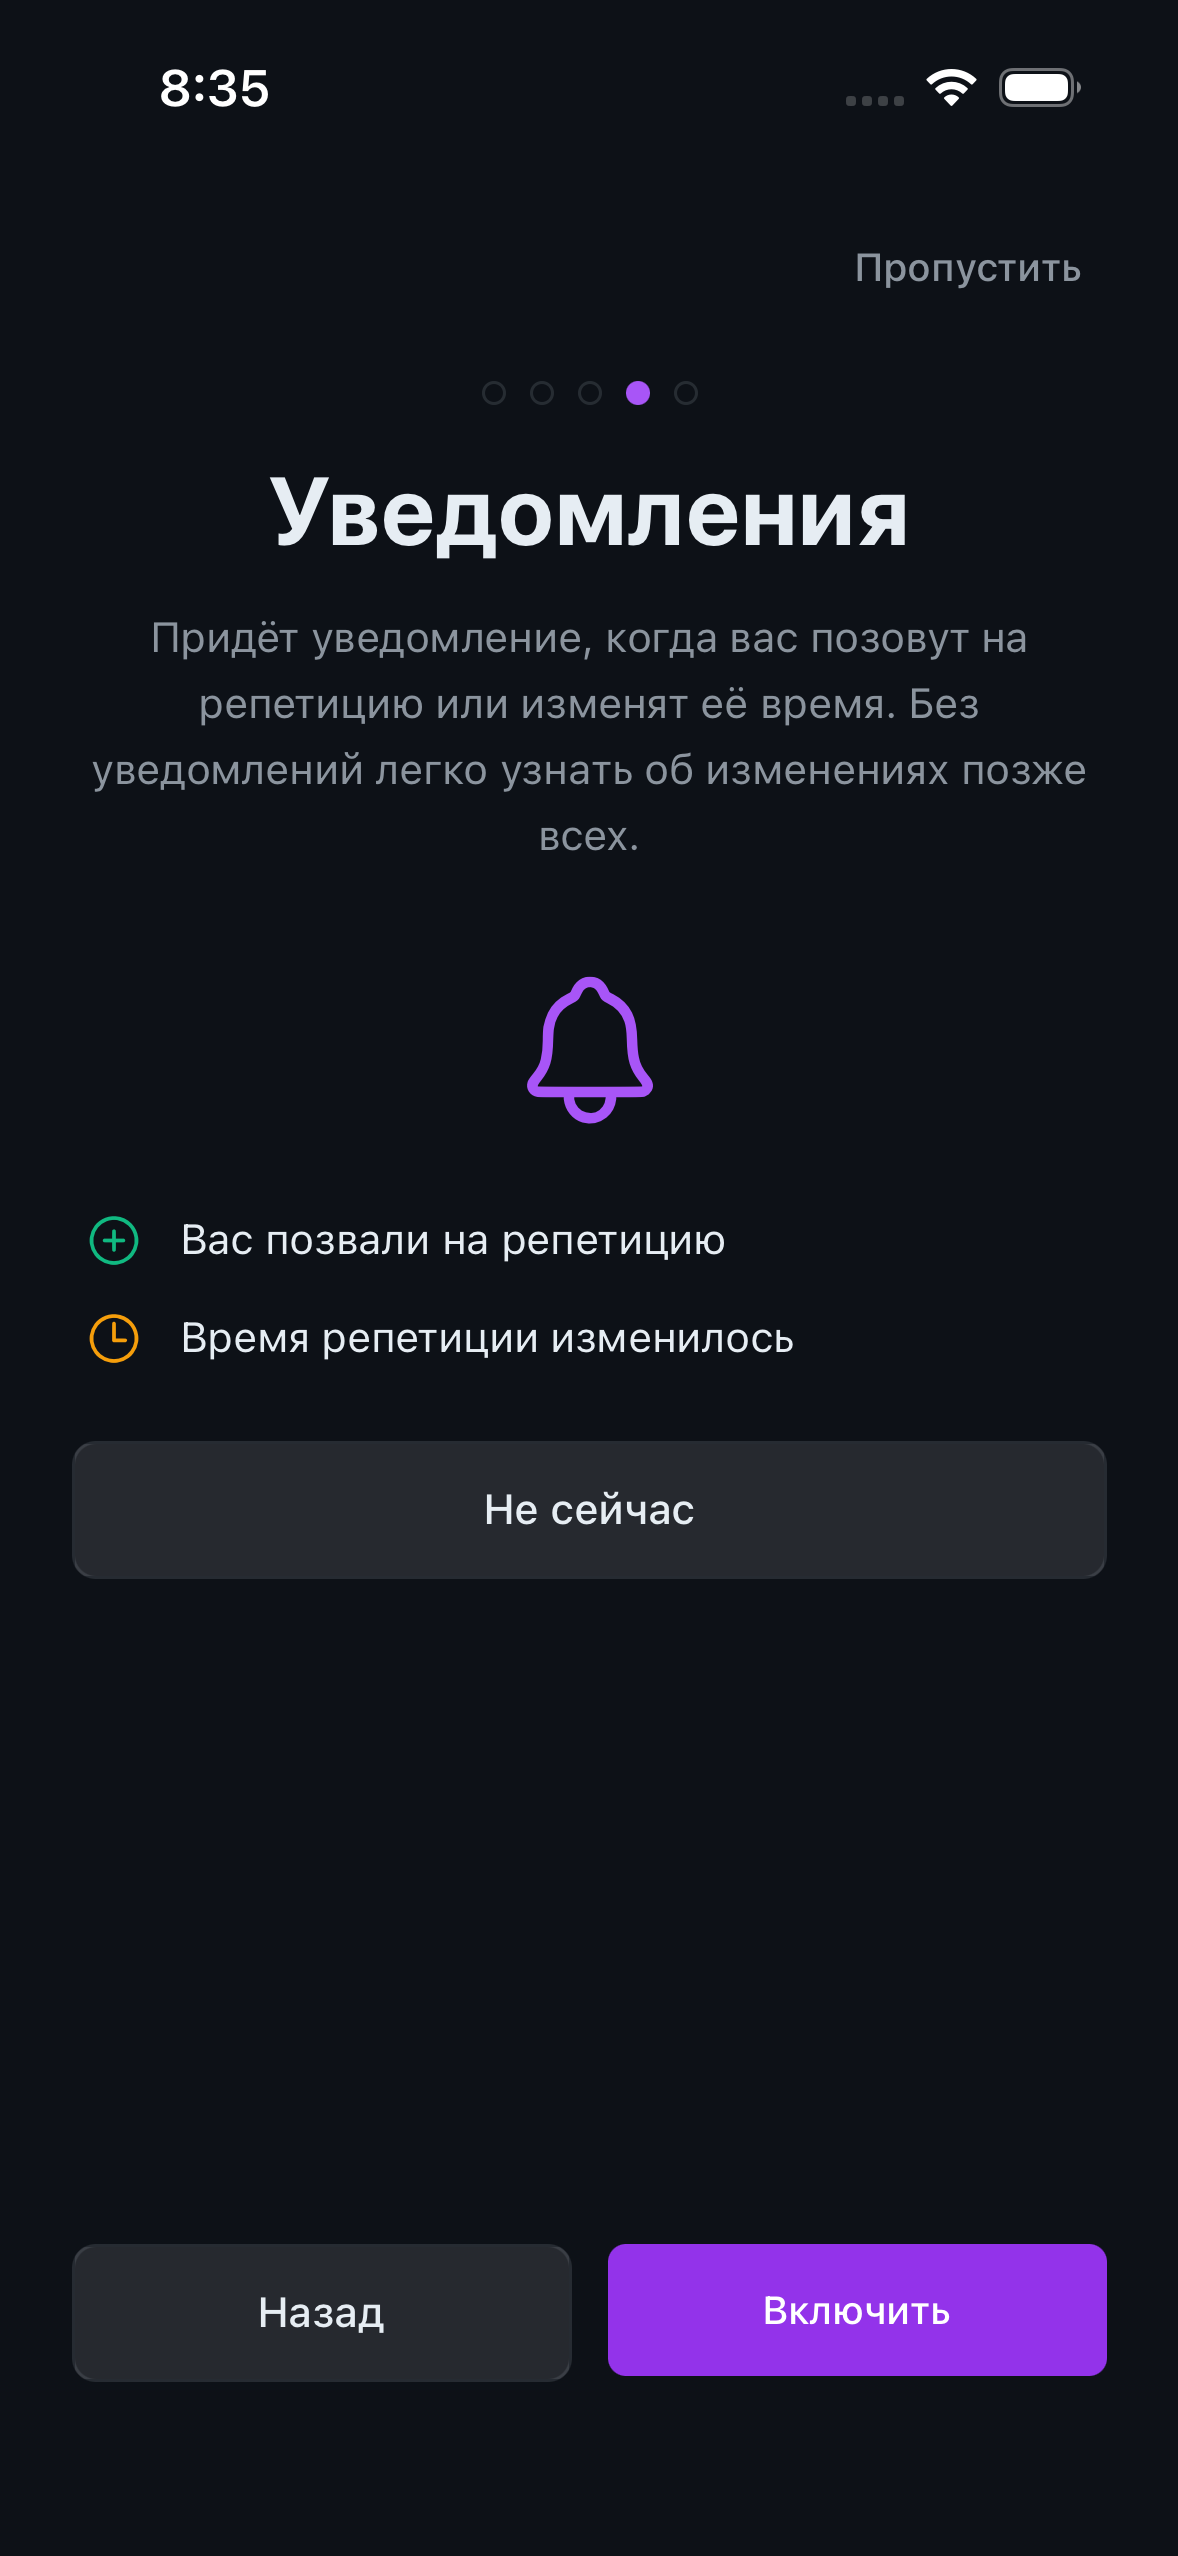 8:35
Пропустить
Уведомления
Придёт уведомление, когда вас позовут на
репетицию или изменят её время. Без
уведомлений легко узнать об изменениях позже
всех.
Вас позвали на репетицию
Время репетиции изменилось
Не сейчас
Назад
Включить